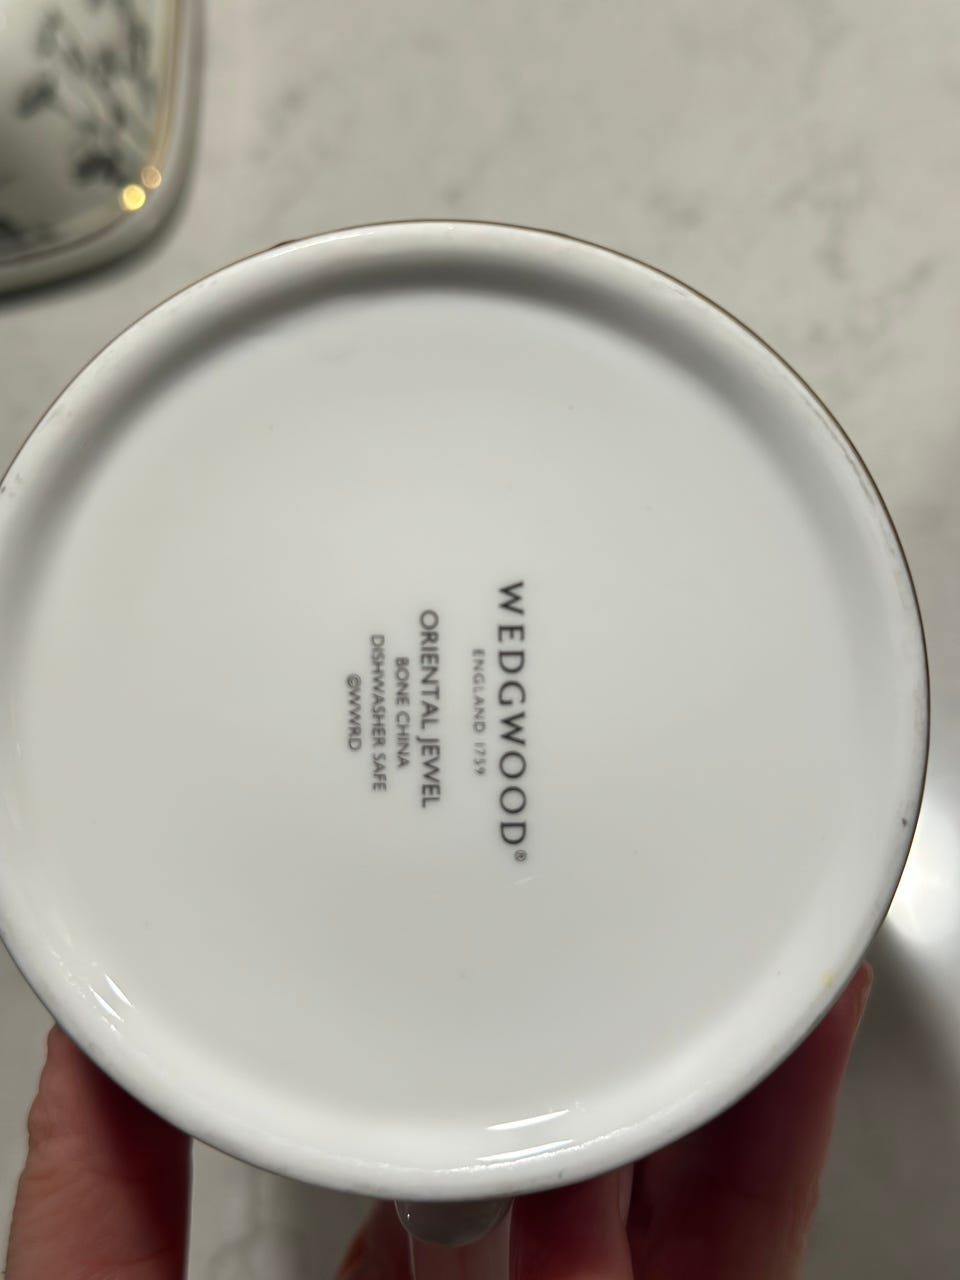 WEDGWOOD®
ENGLAND 1759
ORIENTAL JEWEL
BONE CHINA
DISHWASHER SAFE
©WWRD